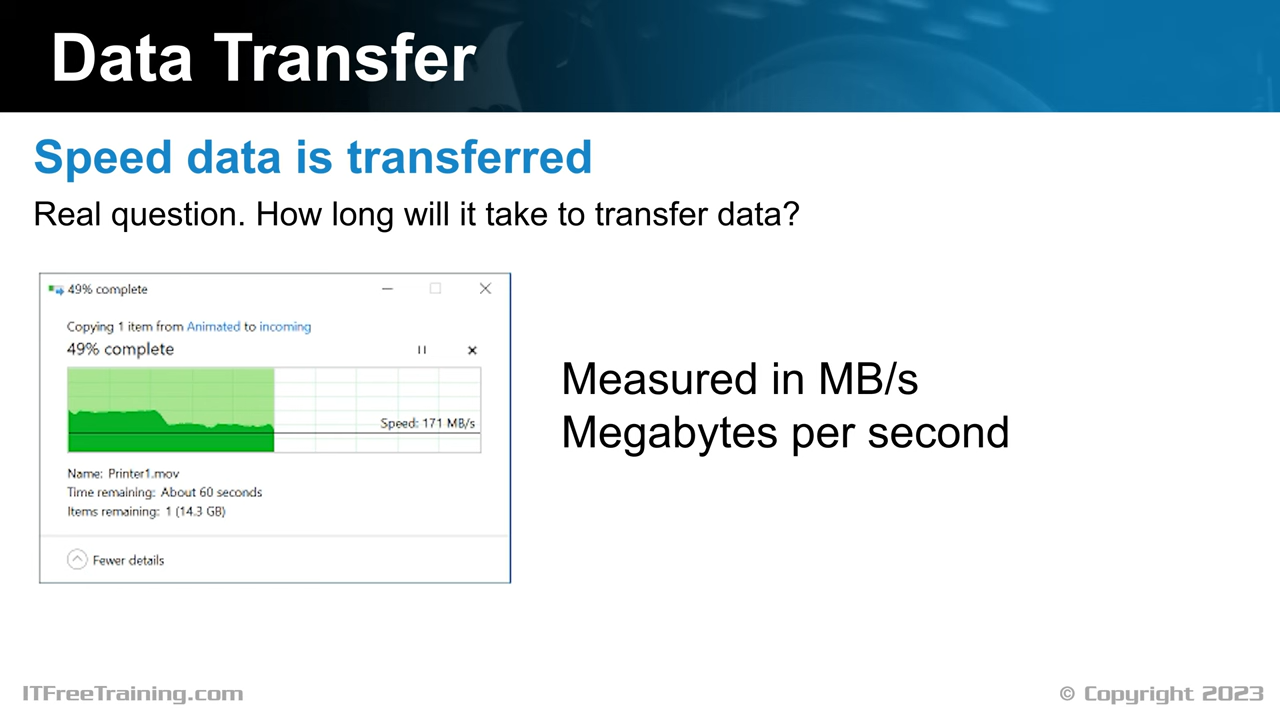 Data Transfer
Speed data is transferred
Real question. How long will it take to transfer data?
49% complete
Copying 1 item from Animated to incoming
49% complete
Speed: 171 MB/s
Name: Printer1.mov
Time remaining: About 60 seconds
Items remaining: 1 (14.3 GB)
Fewer details
Measured in MB/s
Megabytes per second
ITFreeTraining.com
© Copyright 2023